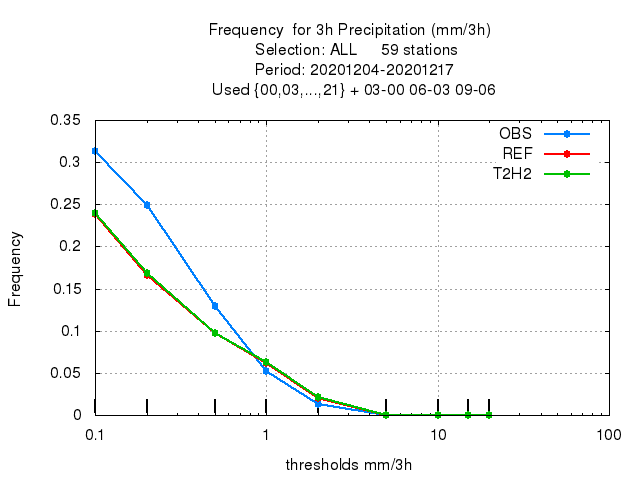 Frequency  for 3h Precipitation (mm/3h)
Selection: ALL     59 stations
Period: 20201204-20201217
Used {00,03,...,21} + 03-00 06-03 09-06
OBS
REF
T2H2
0.35
0.3
0.25
0.2
0.15
0.1
0.05
0
Frequency
0.1 1 10 100
thresholds mm/3h